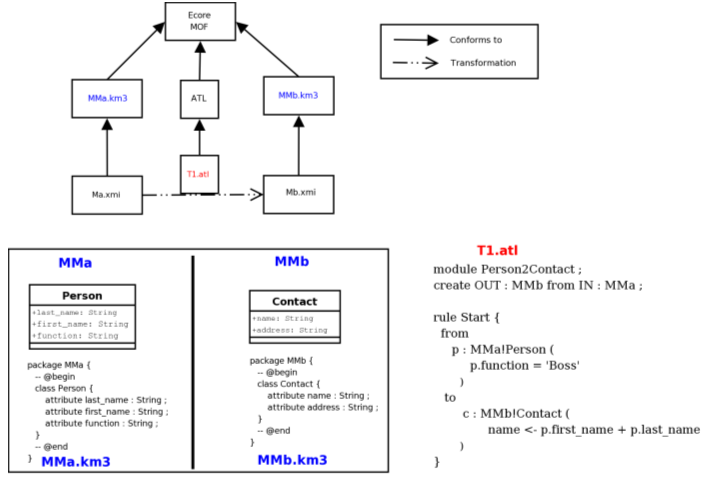 Ecore
MOF
Conforms to
Transformation
MMa.km3
ATL
MMb.km3
T1.atl
Ma.xmi
Mb.xmi
MMa
Person
+last_name: String
+first_name: String
+function: String
package MMa {
-- @begin
class Person {
attribute last_name : String ;
attribute first_name : String ;
attribute function : String ;
}
-- @end
}
MMa.km3
MMb
Contact
+name: String
+address: String
package MMb {
-- @begin
class Contact {
attribute name : String ;
attribute address : String ;
}
-- @end
}
MMb.km3
T1.atl
module Person2Contact ;
create OUT : MMb from IN : MMa ;
rule Start {
from
p : MMa!Person (
p.function = 'Boss'
)
to
c : MMb!Contact (
name <- p.first_name + p.last_name
)
}